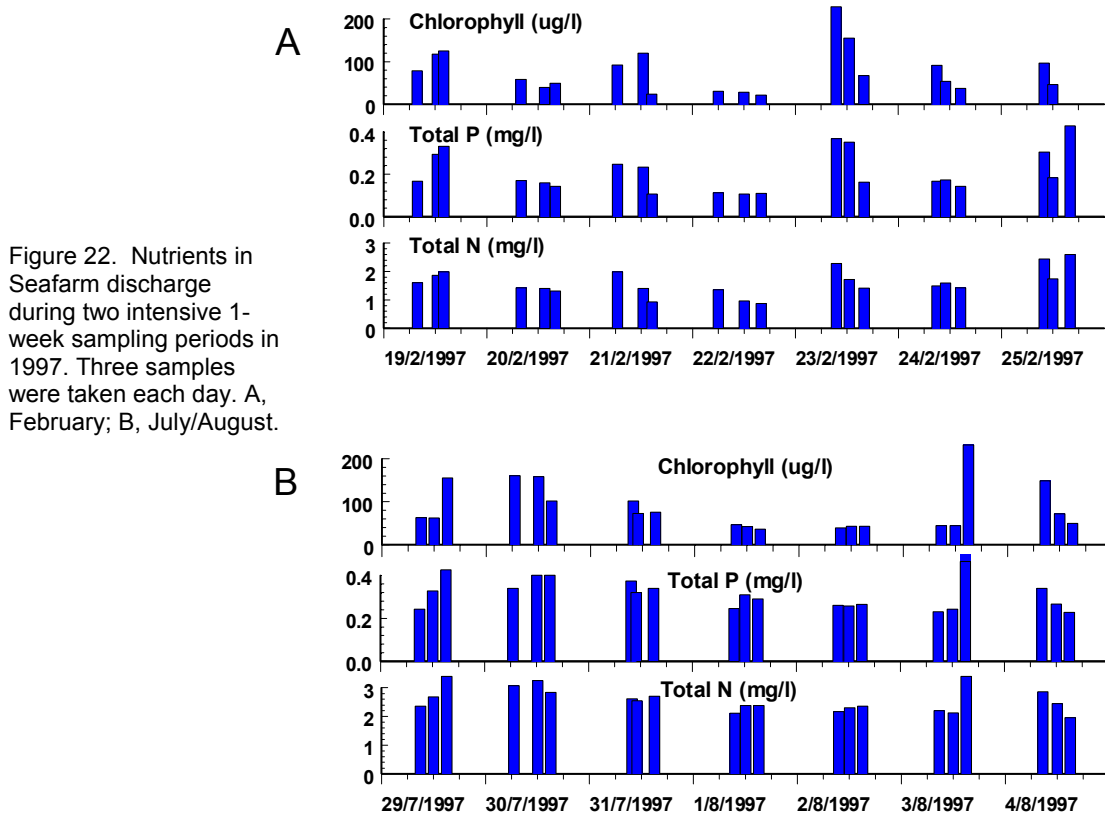 A
Chlorophyll (ug/l)
200
100
0
Total P (mg/l)
0.4
0.2
0.0
Total N (mg/l)
3
2
1
0
19/2/1997 20/2/1997 21/2/1997 22/2/1997 23/2/1997 24/2/1997 25/2/1997
Figure 22. Nutrients in
Seafarm discharge
during two intensive 1-
week sampling periods in
1997. Three samples
were taken each day. A,
February; B, July/August.
B
Chlorophyll (ug/l)
200
100
0
Total P (mg/l)
0.4
0.2
0.0
Total N (mg/l)
3
2
1
0
29/7/1997 30/7/1997 31/7/1997 1/8/1997 2/8/1997 3/8/1997 4/8/1997